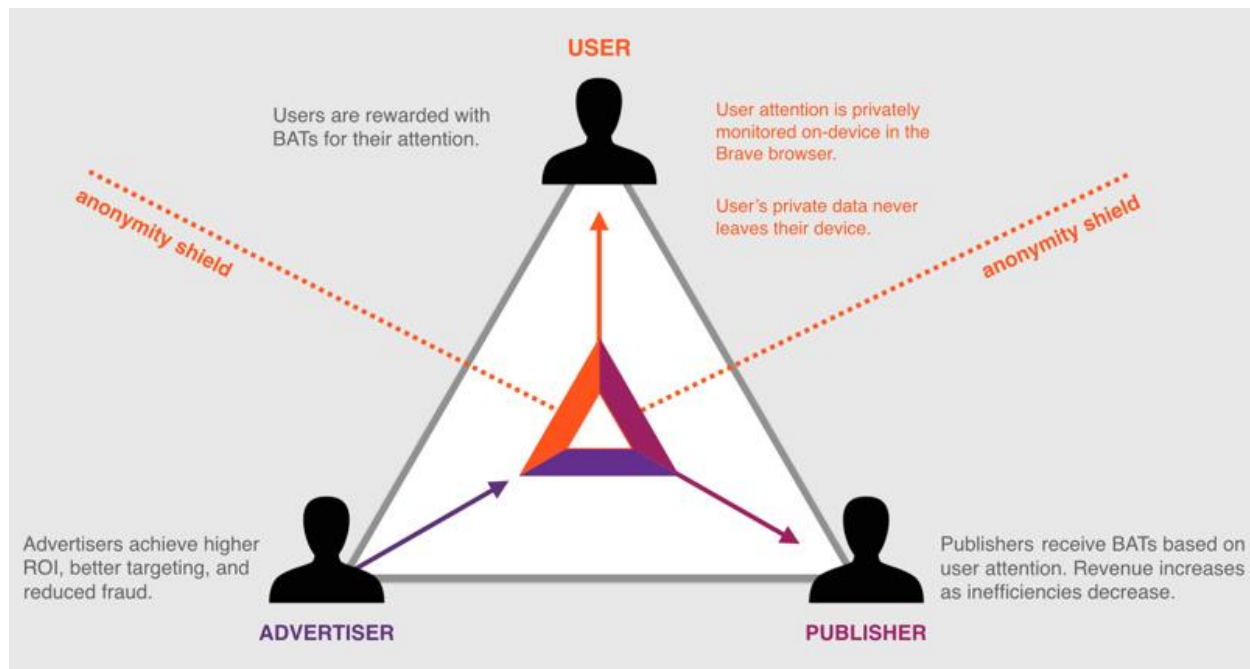 USER
Users are rewarded with
BATs for their attention.
User attention is privately
monitored on-device in the
Brave browser.
User’s private data never
leaves their device.
anonymity shield
anonymity shield
Advertisers achieve higher
ROI, better targeting, and
reduced fraud.
ADVERTISER
Publishers receive BATs based on
user attention. Revenue increases
as inefficiencies decrease.
PUBLISHER